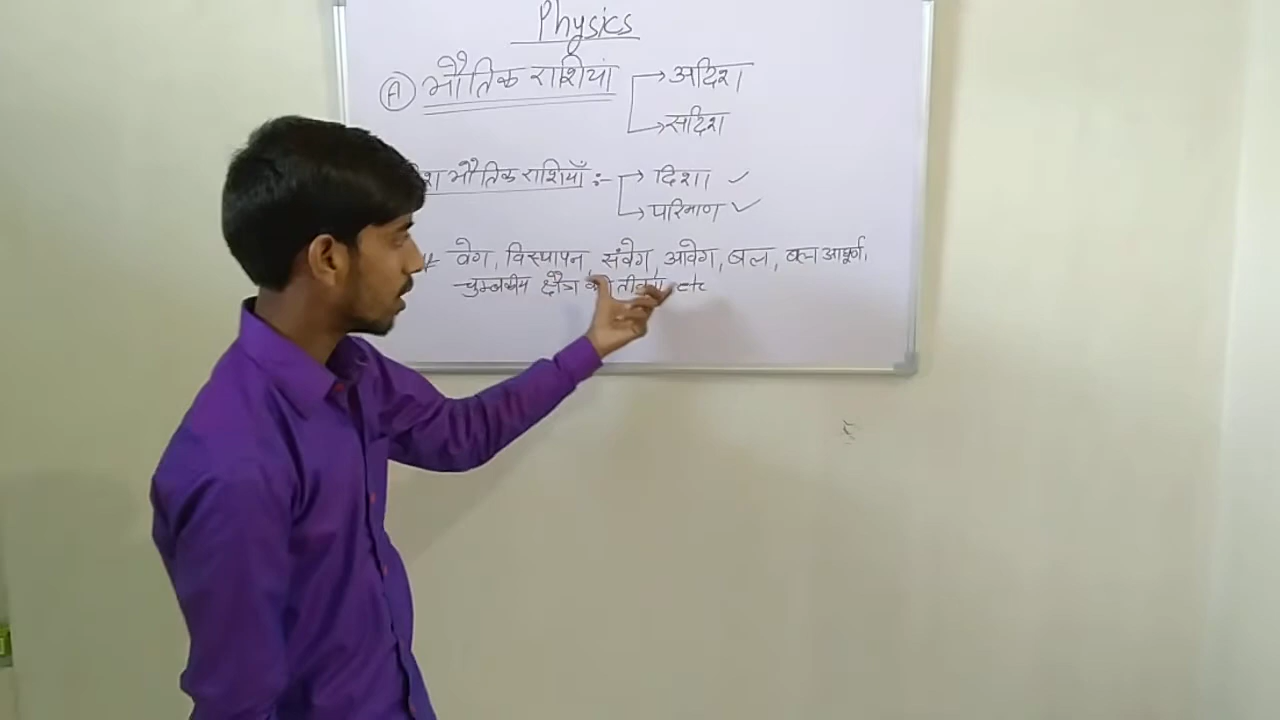 Physics
(A) भौतिक राशियां → अदिश
→ सदिश
भौतिक राशियाँ :- → दिशा ✓
→ परिमाण ✓
# वेग, विस्थापन, संवेग, आवेग, बल, बल आघूर्ण,
चुम्बकीय क्षेत्र की तीव्रता etc